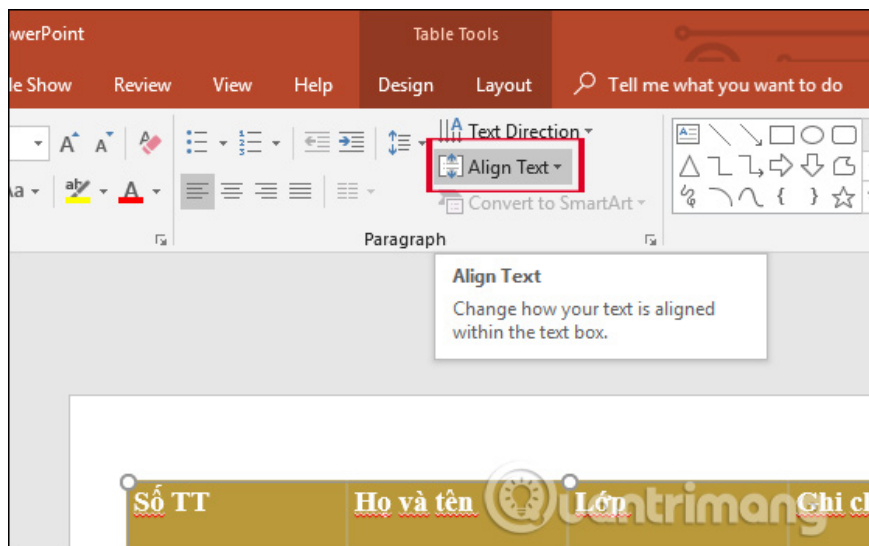 werPoint
Table Tools
le Show Review View Help Design Layout Tell me what you want to do
Text Direction
Aa Align Text
Convert to SmartArt
Paragraph
Align Text
Change how your text is aligned
within the text box.
Số TT Họ và tên Lớp Ghi ch
Quantrimang